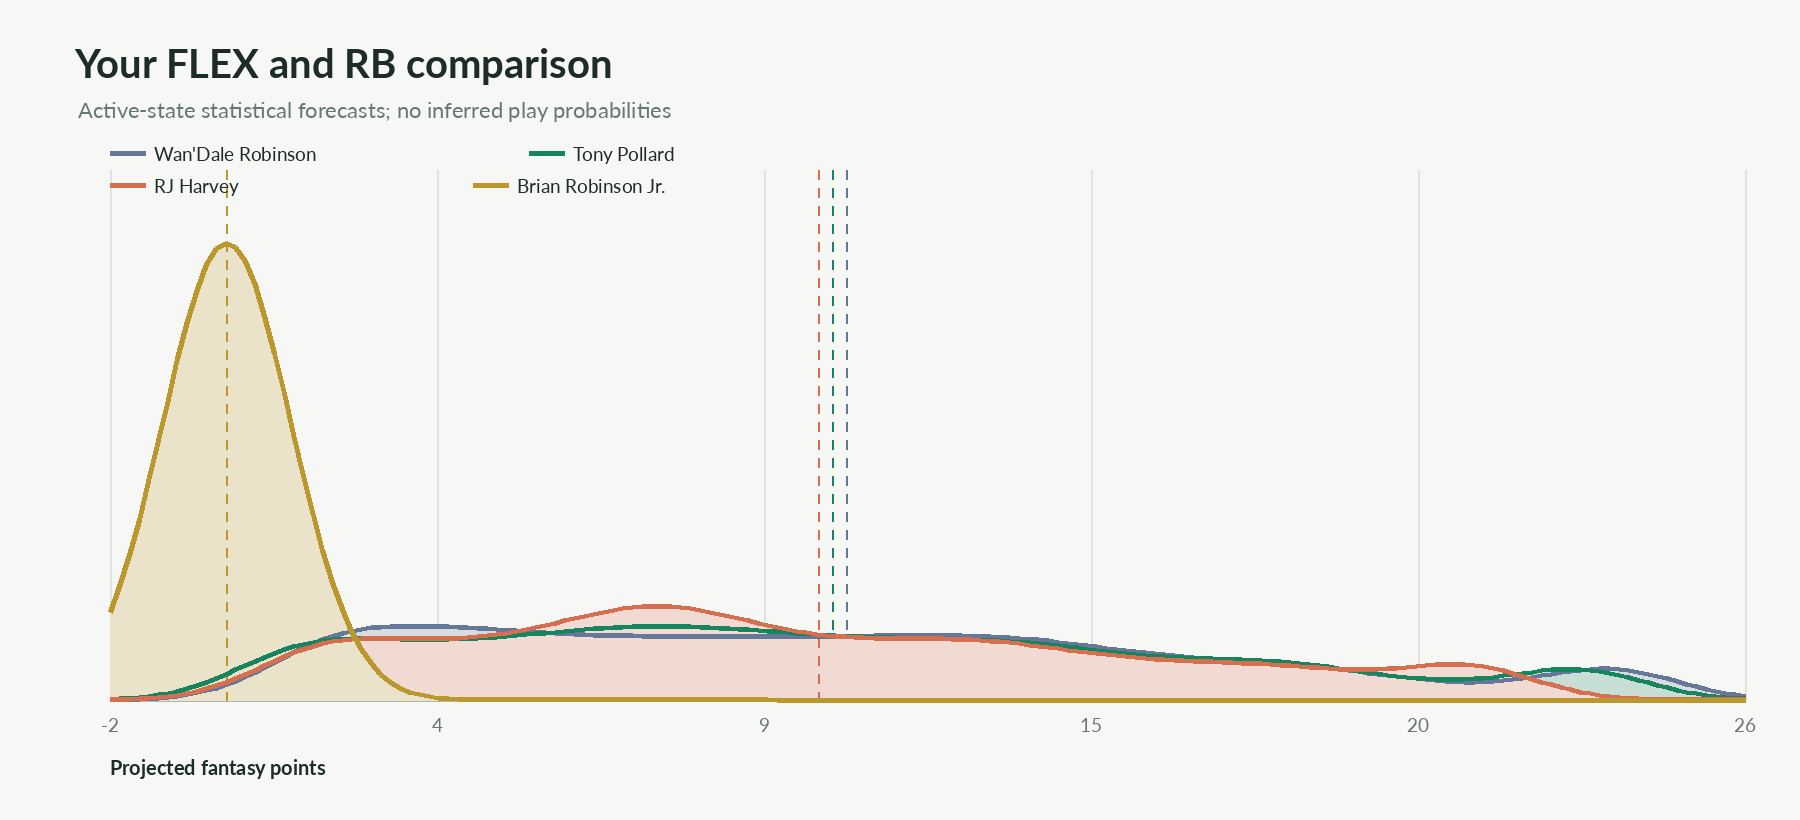 Your FLEX and RB comparison
Active-state statistical forecasts; no inferred play probabilities
Wan'Dale Robinson Tony Pollard
RJ Harvey Brian Robinson Jr.
-2 4 9 15 20 26
Projected fantasy points